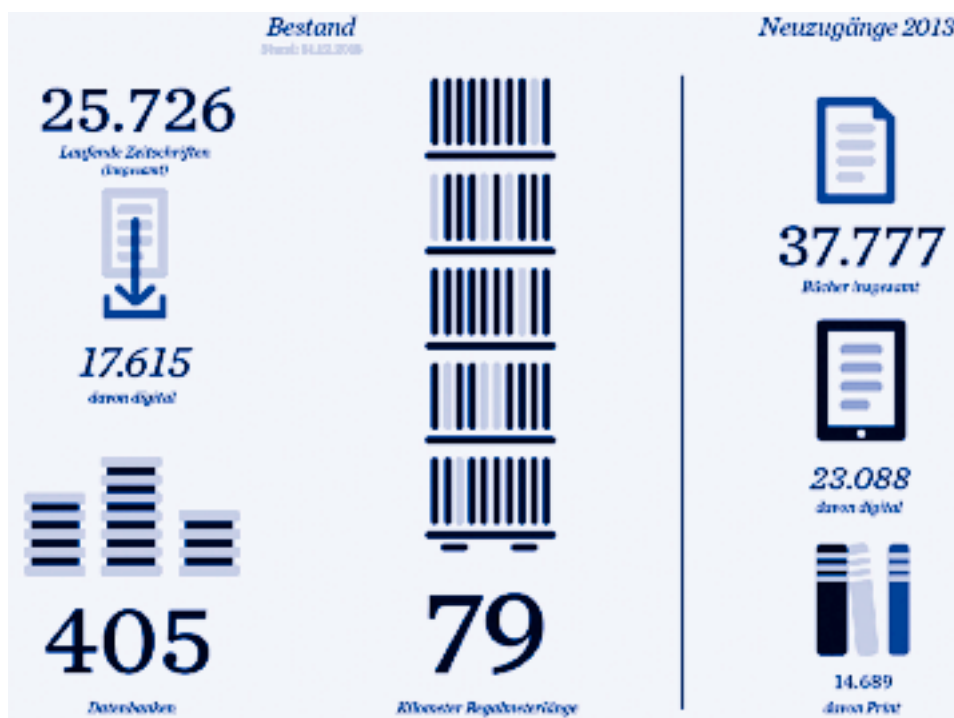 Bestand
25.726
Laufende Zeitschriften
(insgesamt)
17.615
davon digital
405
Datenbanken
79
Kilometer Regalmeterlänge
Neuzugänge 2013
37.777
Bücher insgesamt
23.088
davon digital
14.689
davon Print